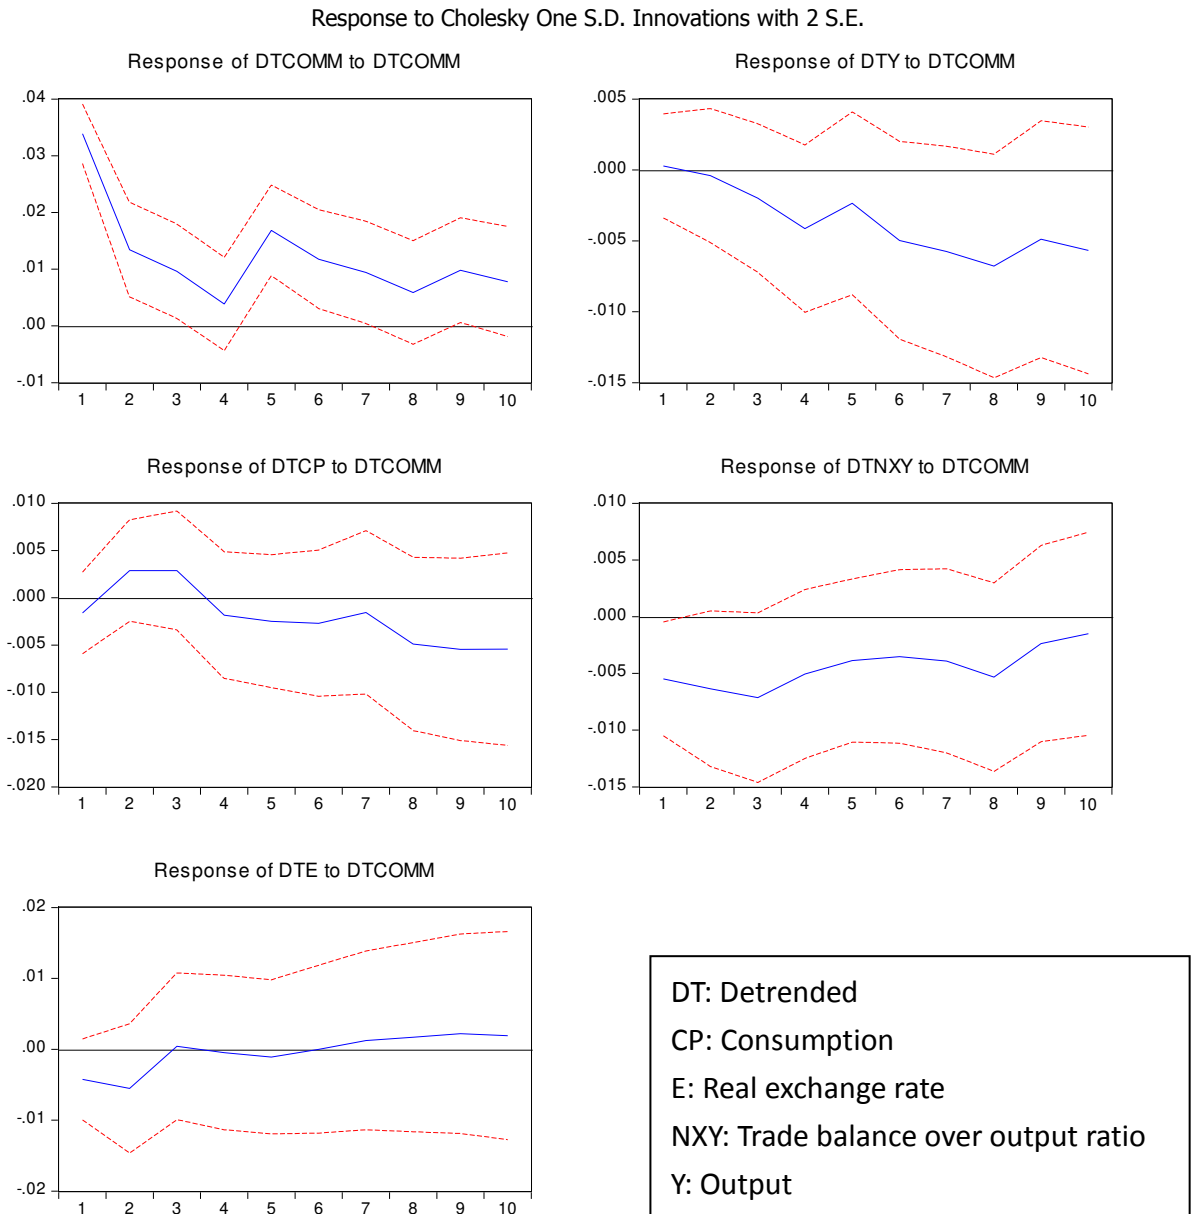 Response to Cholesky One S.D. Innovations with 2 S.E.
Response of DTCOMM to DTCOMM
.04
.03
.02
.01
.00
-.01
1 2 3 4 5 6 7 8 9 10
Response of DTY to DTCOMM
.005
.000
-.005
-.010
-.015
1 2 3 4 5 6 7 8 9 10
Response of DTCP to DTCOMM
.010
.005
.000
-.005
-.010
-.015
-.020
1 2 3 4 5 6 7 8 9 10
Response of DTNXY to DTCOMM
.010
.005
.000
-.005
-.010
-.015
1 2 3 4 5 6 7 8 9 10
Response of DTE to DTCOMM
.02
.01
.00
-.01
-.02
1 2 3 4 5 6 7 8 9 10
DT: Detrended
CP: Consumption
E: Real exchange rate
NXY: Trade balance over output ratio
Y: Output